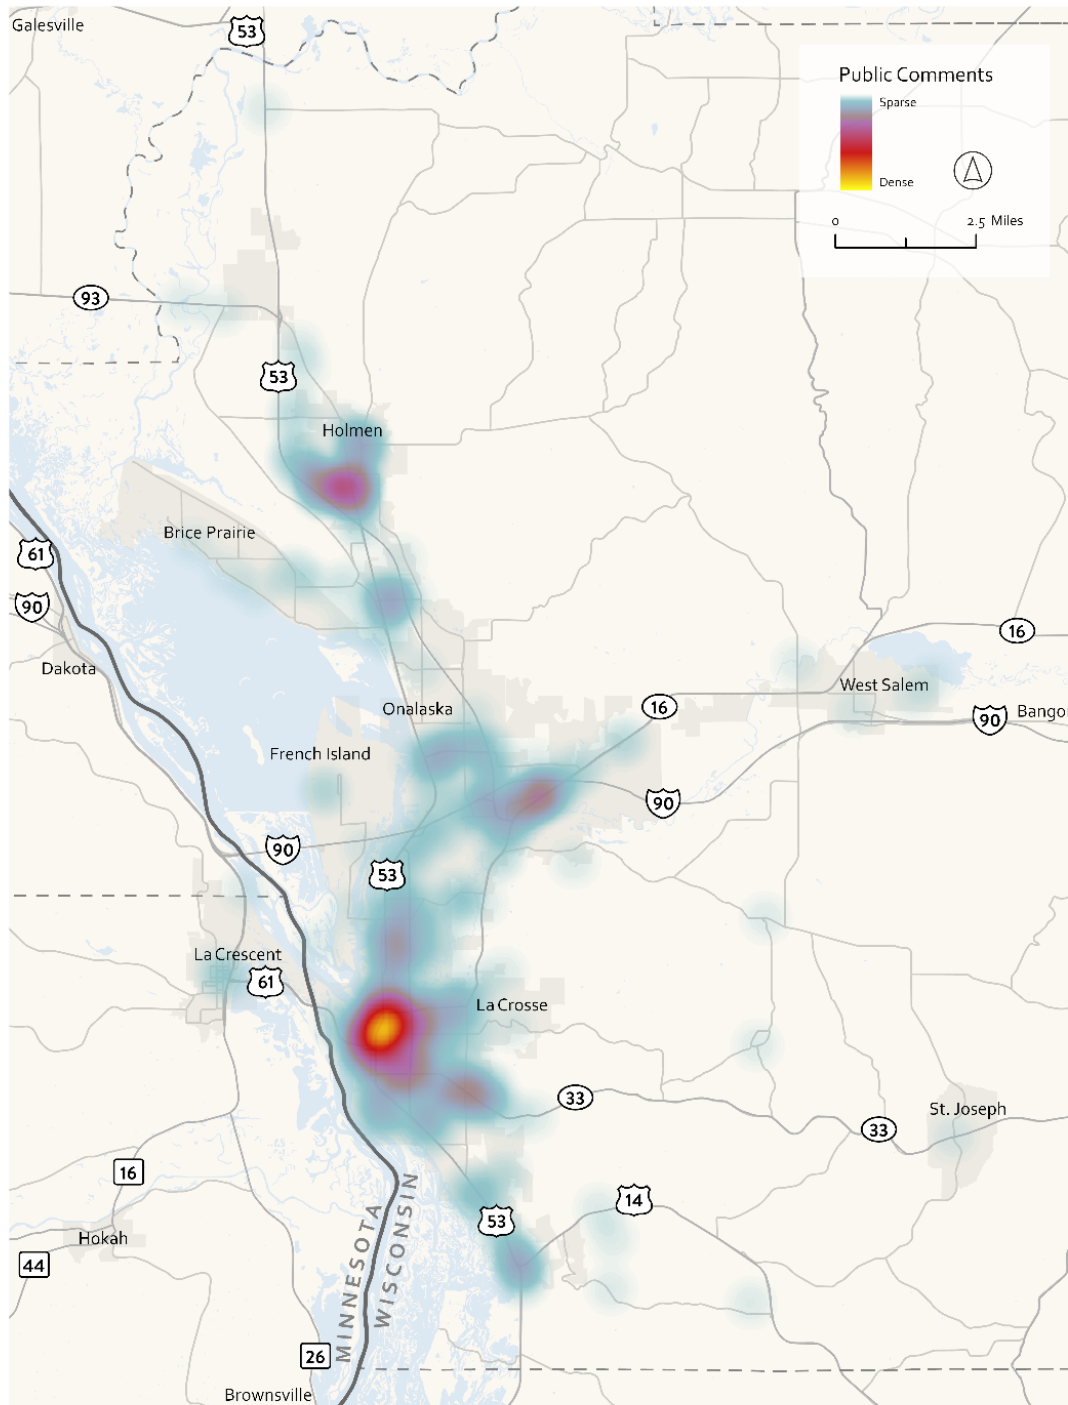 Galesville
53
Public Comments
Sparse
Dense
0 2.5 Miles
93
53
Holmen
Brice Prairie
61
90
16
Dakota
West Salem
Onalaska
16
90
Bango
French Island
90
90
53
La Crescent
61
La Crosse
33
St. Joseph
33
16
14
53
Hokah
44
MINNESOTA
WISCONSIN
26
Brownsville